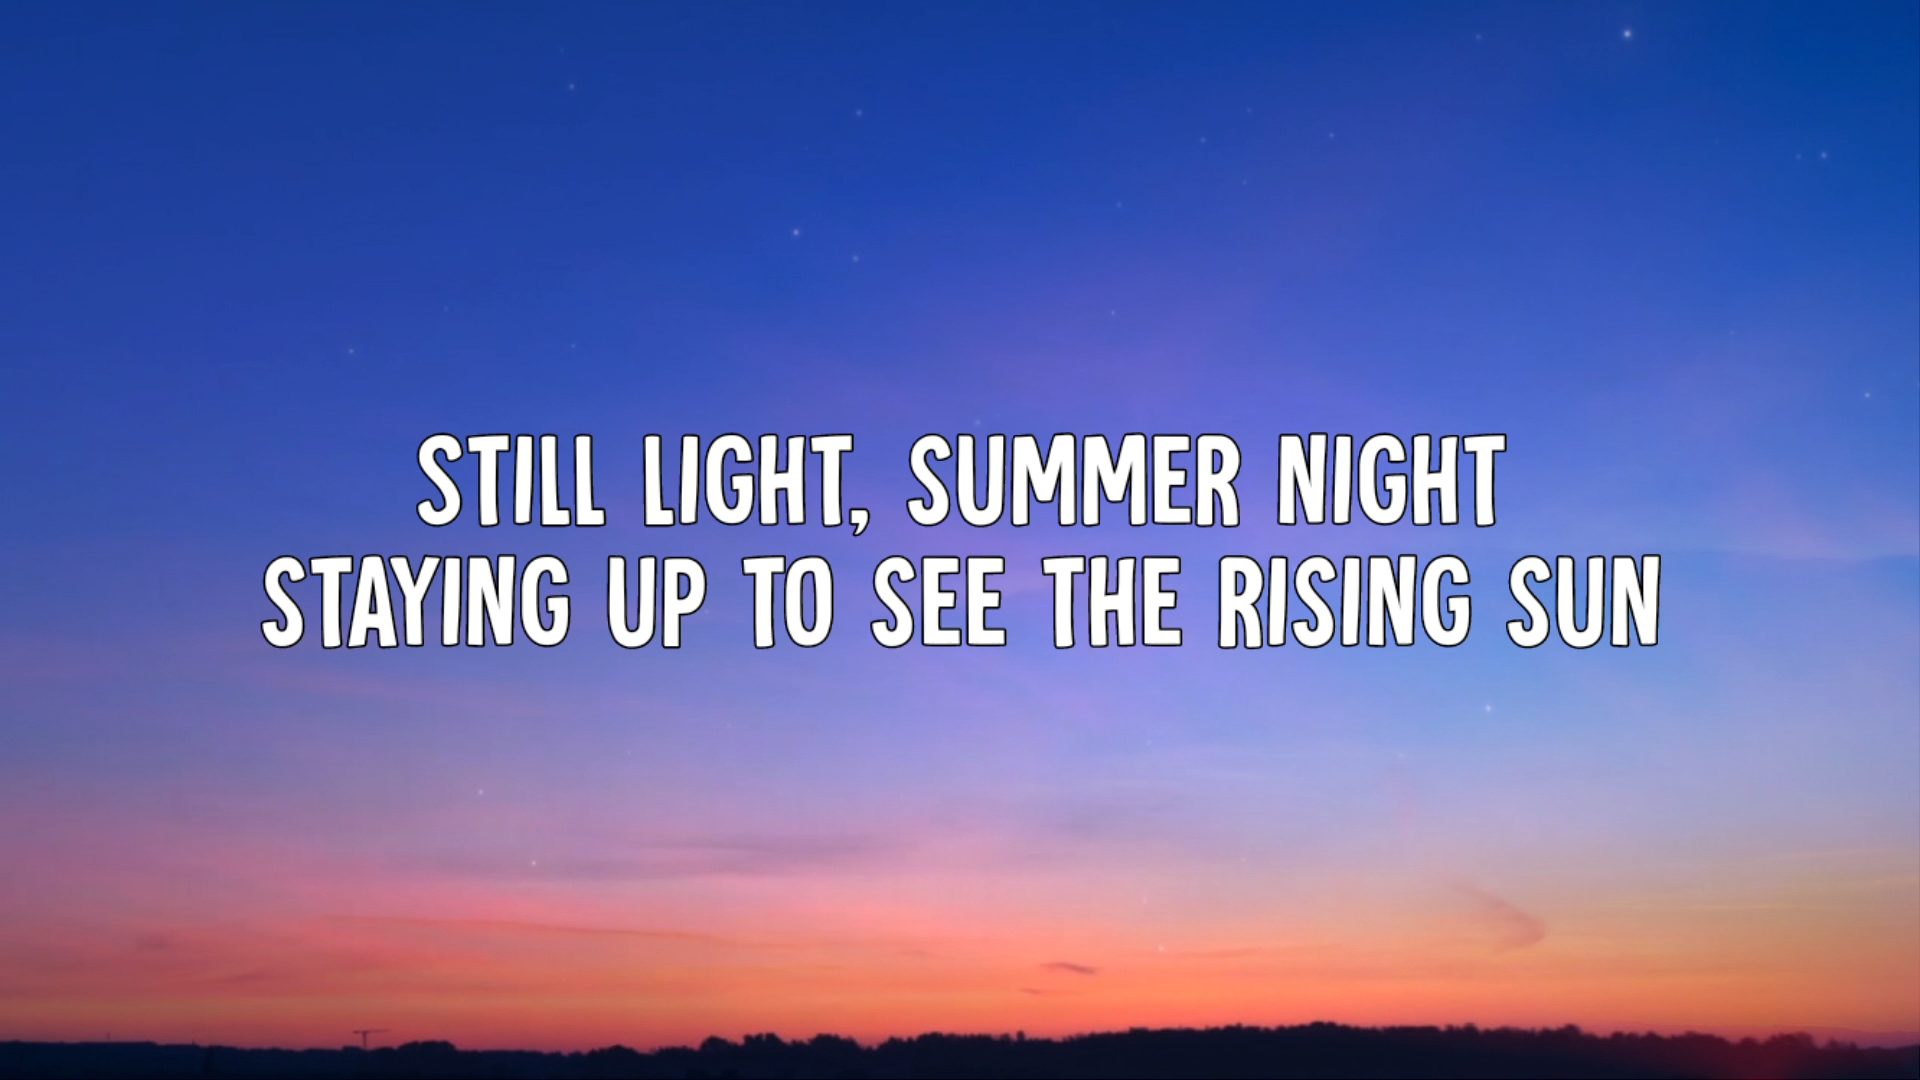 STILL LIGHT, SUMMER NIGHT
STAYING UP TO SEE THE RISING SUN